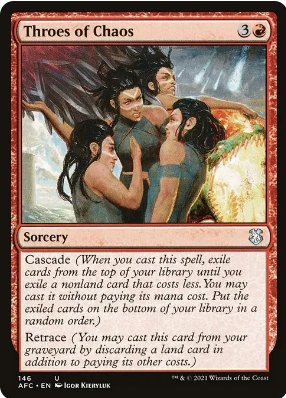 Throes of Chaos 3
Sorcery
Cascade (When you cast this spell, exile
cards from the top of your library until you
exile a nonland card that costs less. You may
cast it without paying its mana cost. Put the
exiled cards on the bottom of your library in
a random order.)
Retrace (You may cast this card from your
graveyard by discarding a land card in
addition to paying its other costs.)
146 U
AFC • EN Igor Kieryluk ™ & © 2021 Wizards of the Coast